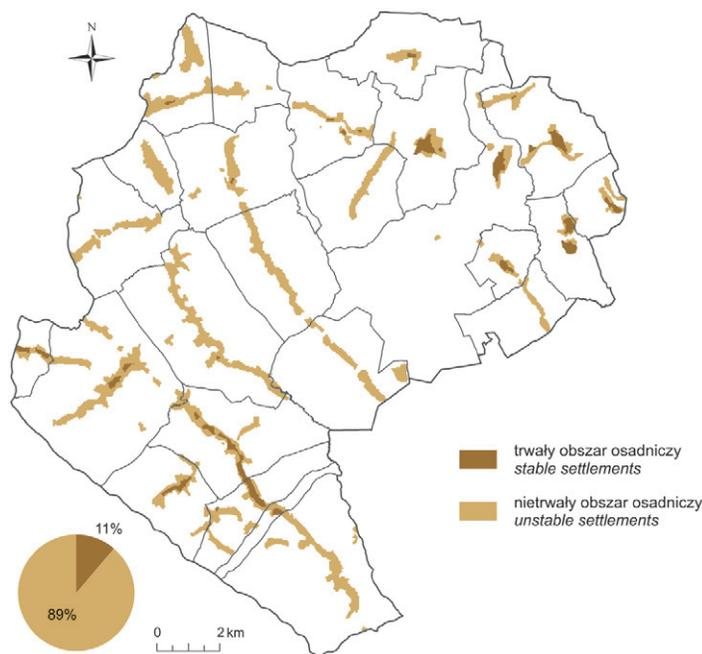 N
trwały obszar osadniczy
stable settlements
nietrwały obszar osadniczy
unstable settlements
11%
89%
0 2 km